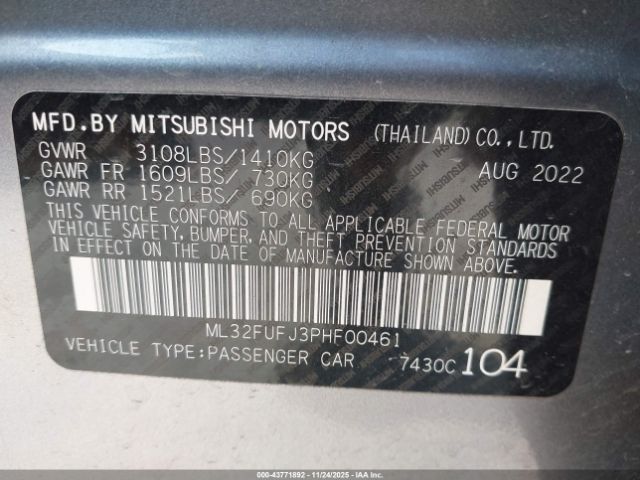 MFD.BY MITSUBISHI MOTORS (THAILAND)CO.,LTD.
GVWR 3108LBS/1410KG AUG 2022
GAWR FR 1609LBS/ 730KG
GAWR RR 1521LBS/ 690KG
THIS VEHICLE CONFORMS TO ALL APPLICABLE FEDERAL MOTOR
VEHICLE SAFETY, BUMPER, AND THEFT PREVENTION STANDARDS
IN EFFECT ON THE DATE OF MANUFACTURE SHOWN ABOVE.
ML32FUFJ3PHF00461
VEHICLE TYPE:PASSENGER CAR 7430C 104
000-43771892 - 11/24/2025 - IAAI.COM